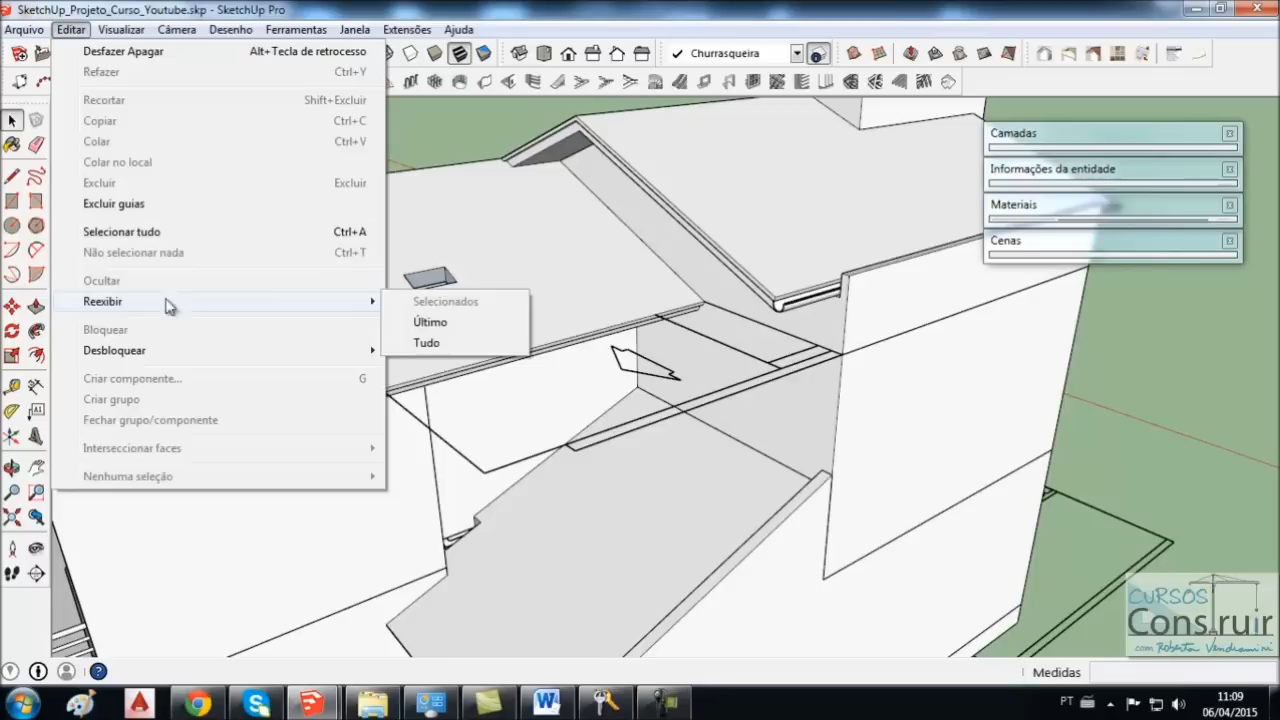 SketchUp_Projeto_Curso_Youtube.skp - SketchUp Pro
Arquivo Editar Visualizar Câmera Desenho Ferramentas Janela Extensões Ajuda
Desfazer Apagar Alt+Tecla de retrocesso
Refazer Ctrl+Y
Recortar Shift+Excluir
Copiar Ctrl+C
Colar Ctrl+V
Colar no local
Excluir Excluir
Excluir guias
Selecionar tudo Ctrl+A
Não selecionar nada Ctrl+T
Ocultar
Reexibir
Bloquear
Desbloquear
Criar componente... G
Criar grupo
Fechar grupo/componente
Interseccionar faces
Nenhuma seleção
Selecionados
Último
Tudo
Churrasqueira
Camadas
Informações da entidade
Materiais
Cenas
CURSOS
Construir
com Roberta Vendramini
Medidas
PT
11:09
06/04/2015